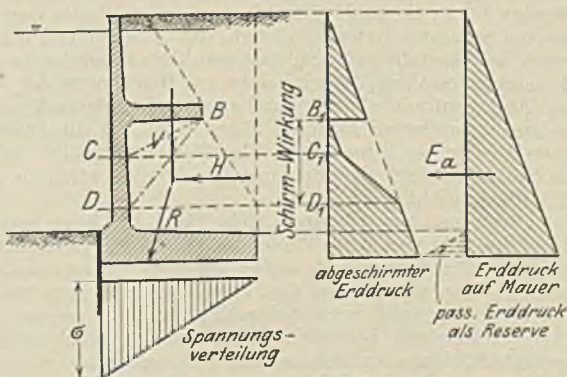 B
V
C
H
D
R
σ
Spannungs-
verteilung
Schirm-Wirkung
B₁
C₁
D₁
abgeschirmter
Erddruck
Eₐ
Erddruck
auf Mauer
pass. Erddruck
als Reserve